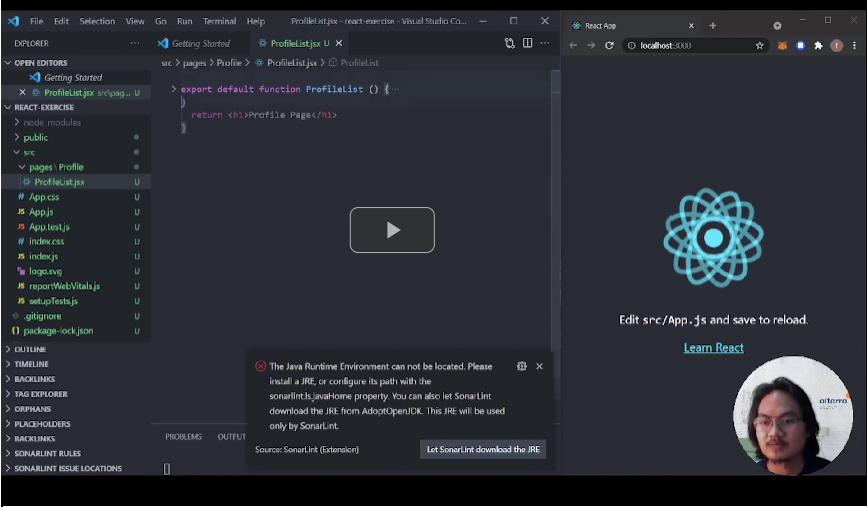 File Edit Selection View Go Run Terminal Help
ProfileList.jsx - react-exercise - Visual Studio Co...
React App
EXPLORER
Getting Started
ProfileList.jsx U
localhost:3000
OPEN EDITORS
Getting Started
ProfileList.jsx src\pag... U
REACT-EXERCISE
node_modules
public
src
pages \ Profile
ProfileList.jsx U
# App.css U
JS App.js U
JS App.test.js U
# index.css U
JS index.js U
logo.svg U
JS reportWebVitals.js U
JS setupTests.js U
.gitignore U
{} package-lock.json U
OUTLINE
TIMELINE
BACKLINKS
TAG EXPLORER
ORPHANS
PLACEHOLDERS
BACKLINKS
SONARLINT RULES
SONARLINT ISSUE LOCATIONS
src > pages > Profile > ProfileList.jsx > ProfileList
export default function ProfileList () { ...
}
return <h1>Profile Page</h1>
}
The Java Runtime Environment can not be located. Please
install a JRE, or configure its path with the
sonarlint.ls.javaHome property. You can also let SonarLint
download the JRE from AdoptOpenJDK. This JRE will be used
only by SonarLint.
Source: SonarLint (Extension)
Let SonarLint download the JRE
PROBLEMS OUTPUT
Edit src/App.js and save to reload.
Learn React
alterra